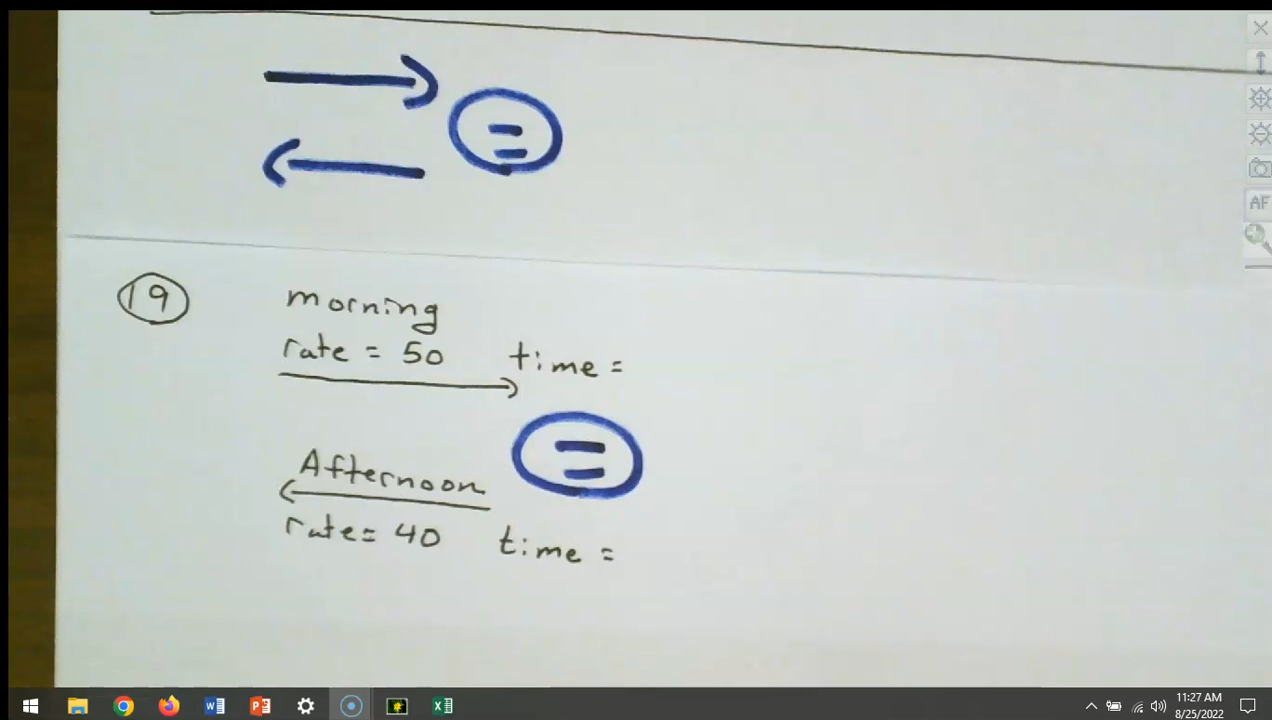 =
19 morning
rate = 50 time =
=
Afternoon
rate = 40 time =
AF
11:27 AM
8/25/2022